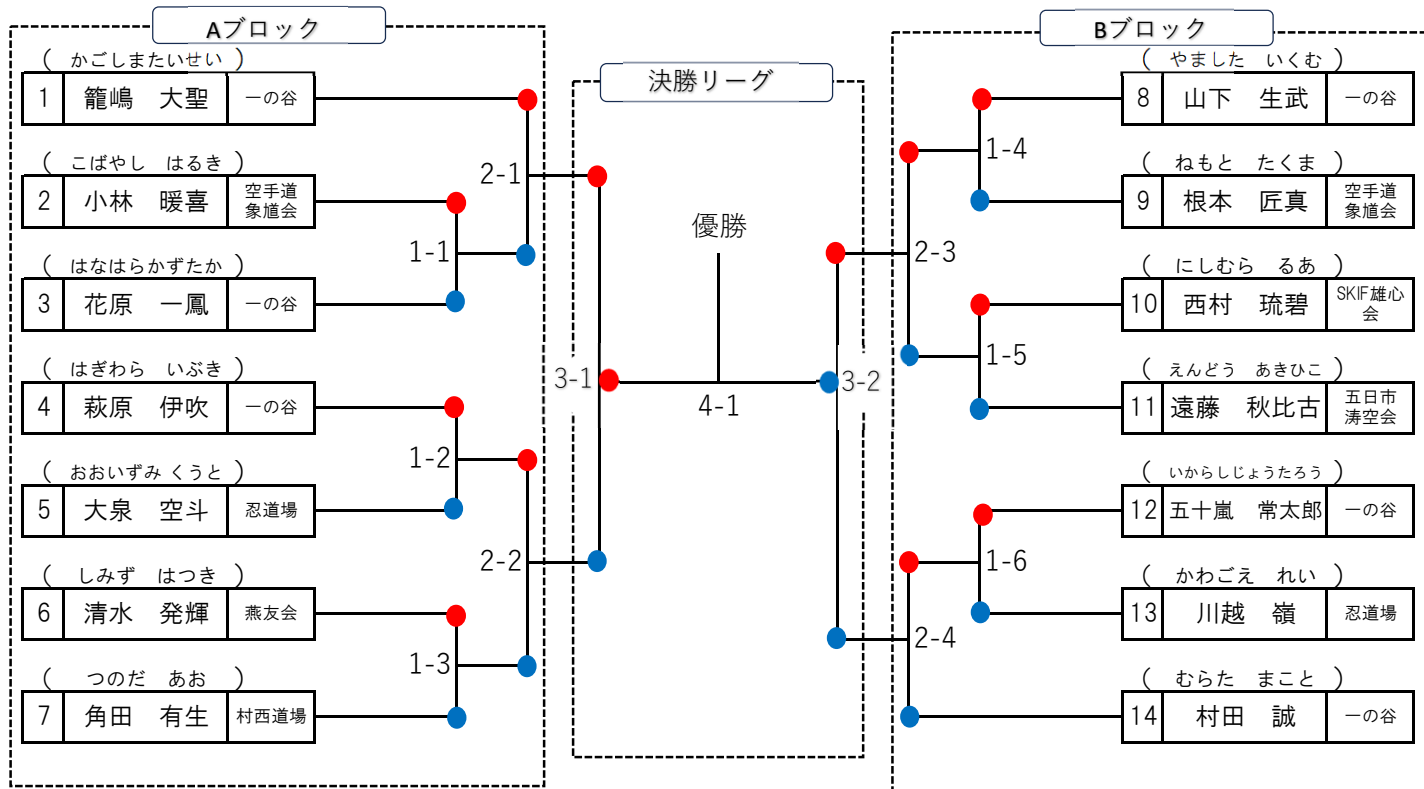 Aブロック
( かごしまたいせい )
1 籠嶋 大聖 一の谷
( こばやし はるき )
2 小林 暖喜 空手道
象馗会
( はなはらかずたか )
3 花原 一鳳 一の谷
( はぎわら いぶき )
4 萩原 伊吹 一の谷
( おおいずみ くうと )
5 大泉 空斗 忍道場
( しみず はつき )
6 清水 発輝 燕友会
( つのだ あお )
7 角田 有生 村西道場
1-1
1-2
1-3
2-1
2-2
決勝リーグ
優勝
3-1
4-1
3-2
Bブロック
2-3
2-4
1-4
1-5
1-6
( やました いくむ )
8 山下 生武 一の谷
( ねもと たくま )
9 根本 匠真 空手道
象馗会
( にしむら るあ )
10 西村 琉碧 SKIF雄心
会
( えんどう あきひこ )
11 遠藤 秋比古 五日市
涛空会
( いからしじょうたろう )
12 五十嵐 常太郎 一の谷
( かわごえ れい )
13 川越 嶺 忍道場
( むらた まこと )
14 村田 誠 一の谷